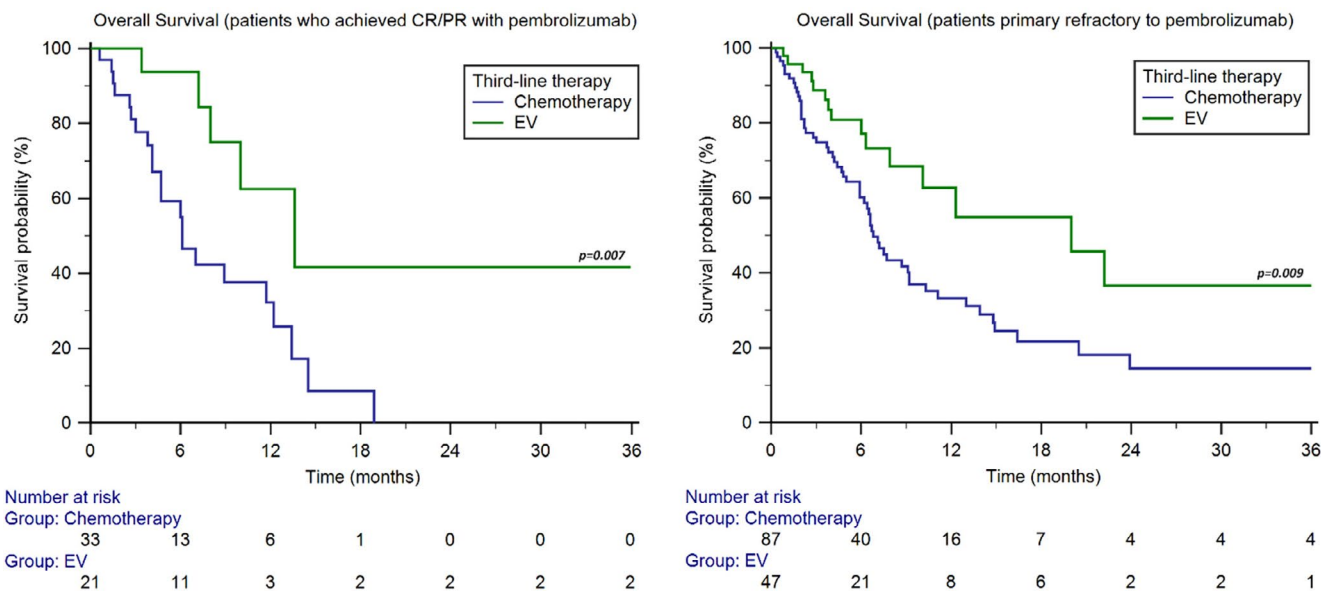 Overall Survival (patients who achieved CR/PR with pembrolizumab)
Survival probability (%)
100
80
60
40
20
0
Third-line therapy
Chemotherapy
EV
p=0.007
0 6 12 18 24 30 36
Time (months)
Number at risk
Group: Chemotherapy
33 13 6 1 0 0 0
Group: EV
21 11 3 2 2 2 2
Overall Survival (patients primary refractory to pembrolizumab)
Survival probability (%)
100
80
60
40
20
0
Third-line therapy
Chemotherapy
EV
p=0.009
0 6 12 18 24 30 36
Time (months)
Number at risk
Group: Chemotherapy
87 40 16 7 4 4 4
Group: EV
47 21 8 6 2 2 1